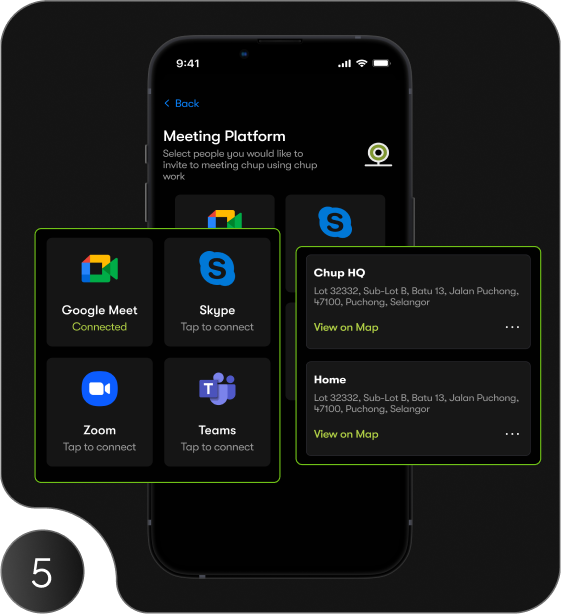 9:41
Back
Meeting Platform
Select people you would like to
invite to meeting chup using chup
work
Google Meet
Connected
Skype
Tap to connect
Zoom
Tap to connect
Teams
Tap to connect
Chup HQ
Lot 32332, Sub-Lot B, Batu 13, Jalan Puchong,
47100, Puchong, Selangor
View on Map
Home
Lot 32332, Sub-Lot B, Batu 13, Jalan Puchong,
47100, Puchong, Selangor
View on Map
5